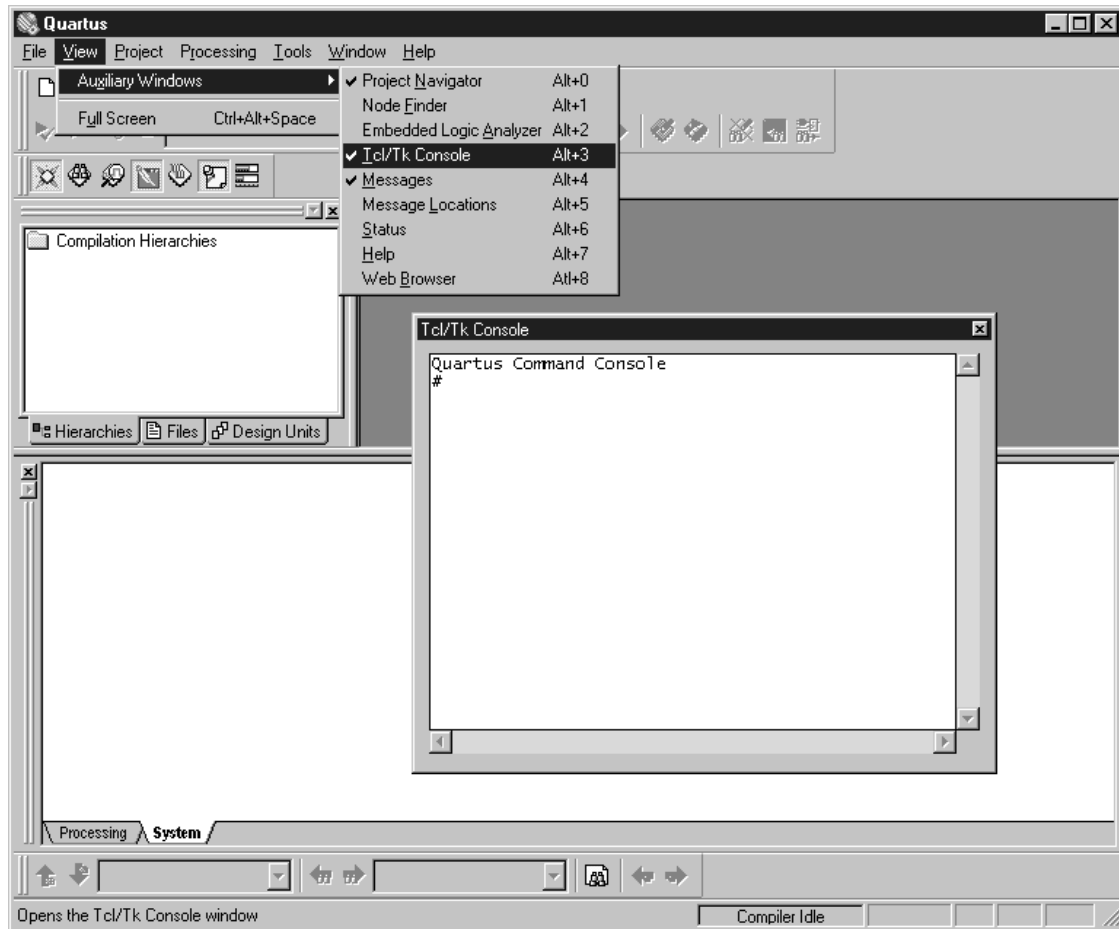 Quartus
File View Project Processing Tools Window Help
Auxiliary Windows
Full Screen Ctrl+Alt+Space
Project Navigator Alt+0
Node Finder Alt+1
Embedded Logic Analyzer Alt+2
Tcl/Tk Console Alt+3
Messages Alt+4
Message Locations Alt+5
Status Alt+6
Help Alt+7
Web Browser Atl+8
Compilation Hierarchies
Hierarchies Files Design Units
Tcl/Tk Console
Quartus Command Console
#
Processing System
Opens the Tcl/Tk Console window Compiler Idle